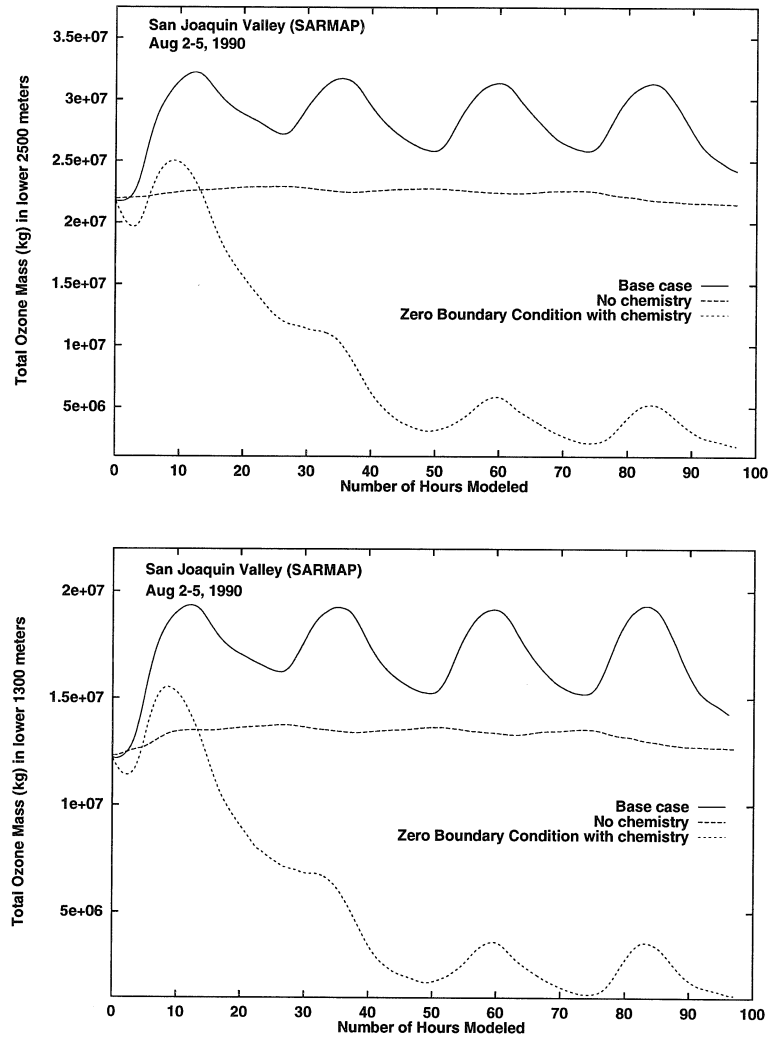 San Joaquin Valley (SARMAP)
Aug 2-5, 1990
Total Ozone Mass (kg) in lower 2500 meters
3.5e+07
3e+07
2.5e+07
2e+07
1.5e+07
1e+07
5e+06
Base case
No chemistry
Zero Boundary Condition with chemistry
0 10 20 30 40 50 60 70 80 90 100
Number of Hours Modeled
San Joaquin Valley (SARMAP)
Aug 2-5, 1990
Total Ozone Mass (kg) in lower 1300 meters
2e+07
1.5e+07
1e+07
5e+06
Base case
No chemistry
Zero Boundary Condition with chemistry
0 10 20 30 40 50 60 70 80 90 100
Number of Hours Modeled